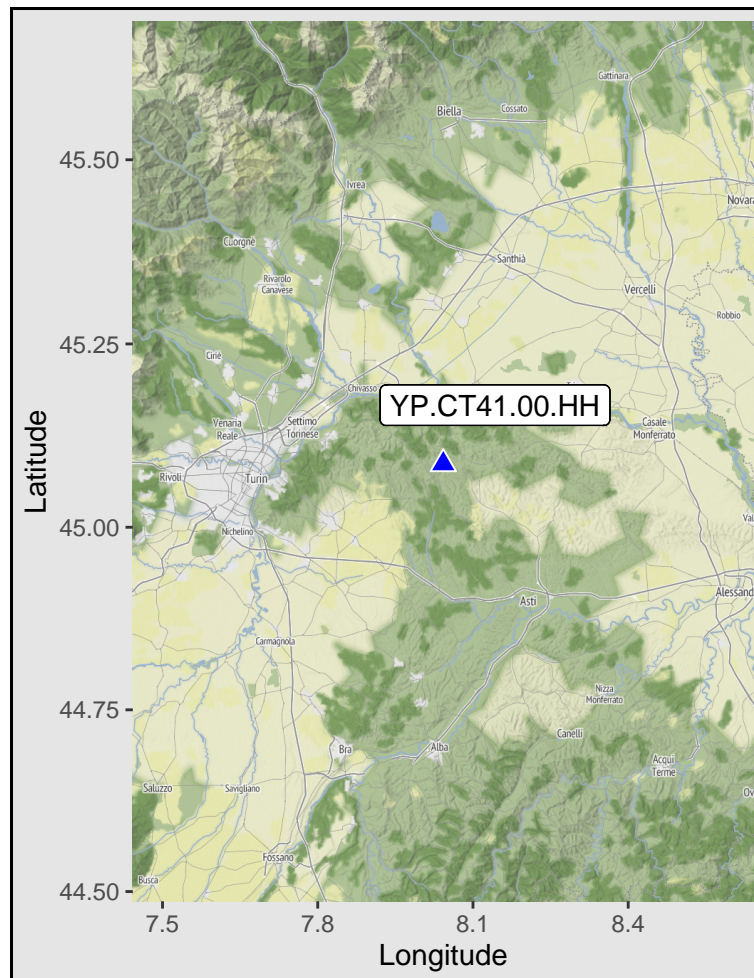 Gattinara
Biella
Cossato
45.50
Ivrea
Novara
Cuorgnè
Santhià
Rivarolo
Canavese
Vercelli
Robbio
45.25
Cirié
Chivasso
YP.CT41.00.HH
Venaria
Reale
Settimo
Torinese
Casale
Monferrato
Rivoli
Turin
Latitude
45.00
Nichelino
Asti
Alessand
Carmagnola
44.75
Nizza
Monferrato
Canelli
Bra
Alba
Acqui
Terme
Saluzzo
Savigliano
Ov
Fossano
Busca
44.50
7.5
7.8
8.1
8.4
Longitude